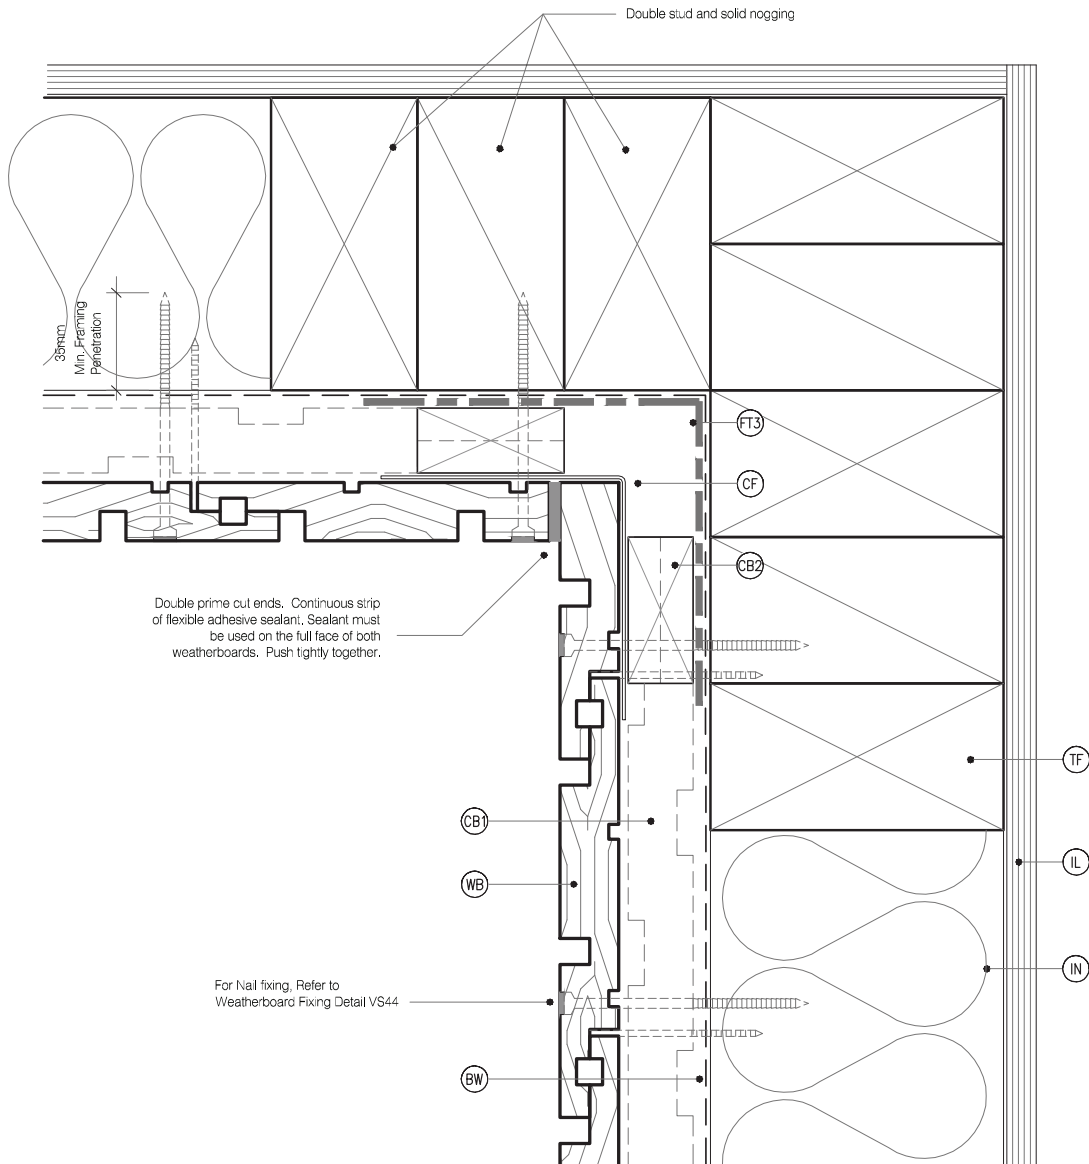 Double stud and solid nogging
35mm
Min. Framing
Penetration
FT3
CF
CB2
Double prime cut ends. Continuous strip
of flexible adhesive sealant. Sealant must
be used on the full face of both
weatherboards. Push tightly together.
TF
CB1
IL
WB
IN
For Nail fixing, Refer to
Weatherboard Fixing Detail VS44
BW